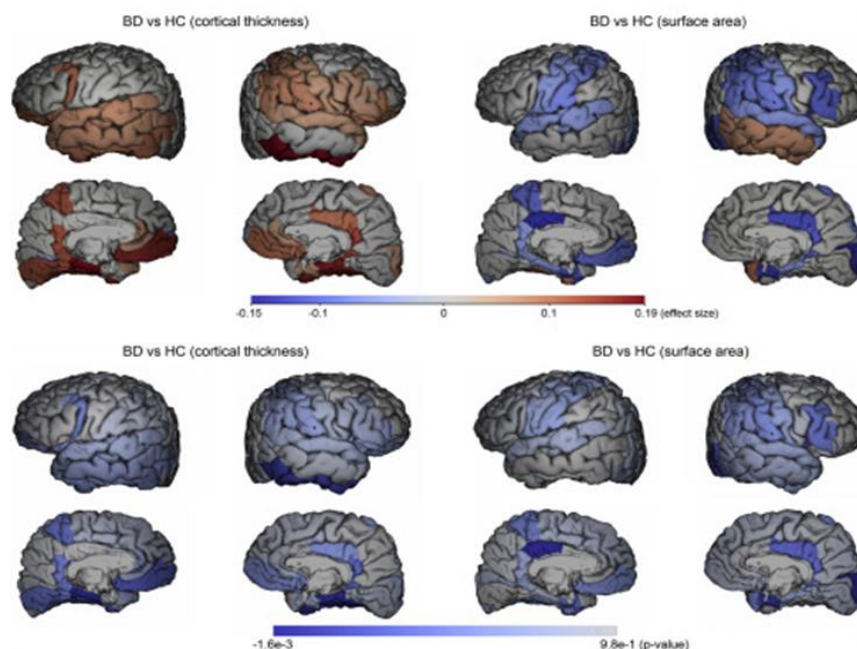 BD vs HC (cortical thickness) BD vs HC (surface area)
-0.15 -0.1 0 0.1 0.19 (effect size)
BD vs HC (cortical thickness) BD vs HC (surface area)
-1.6e-3 9.8e-1 (p-value)